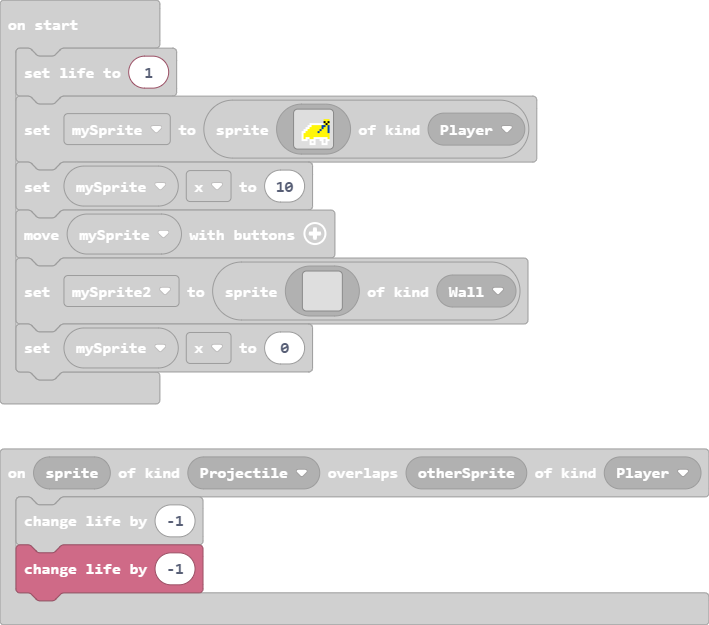 on start
set life to 1
set mySprite to sprite of kind Player
set mySprite x to 10
move mySprite with buttons
set mySprite2 to sprite of kind Wall
set mySprite x to 0
on sprite of kind Projectile overlaps otherSprite of kind Player
change life by -1
change life by -1